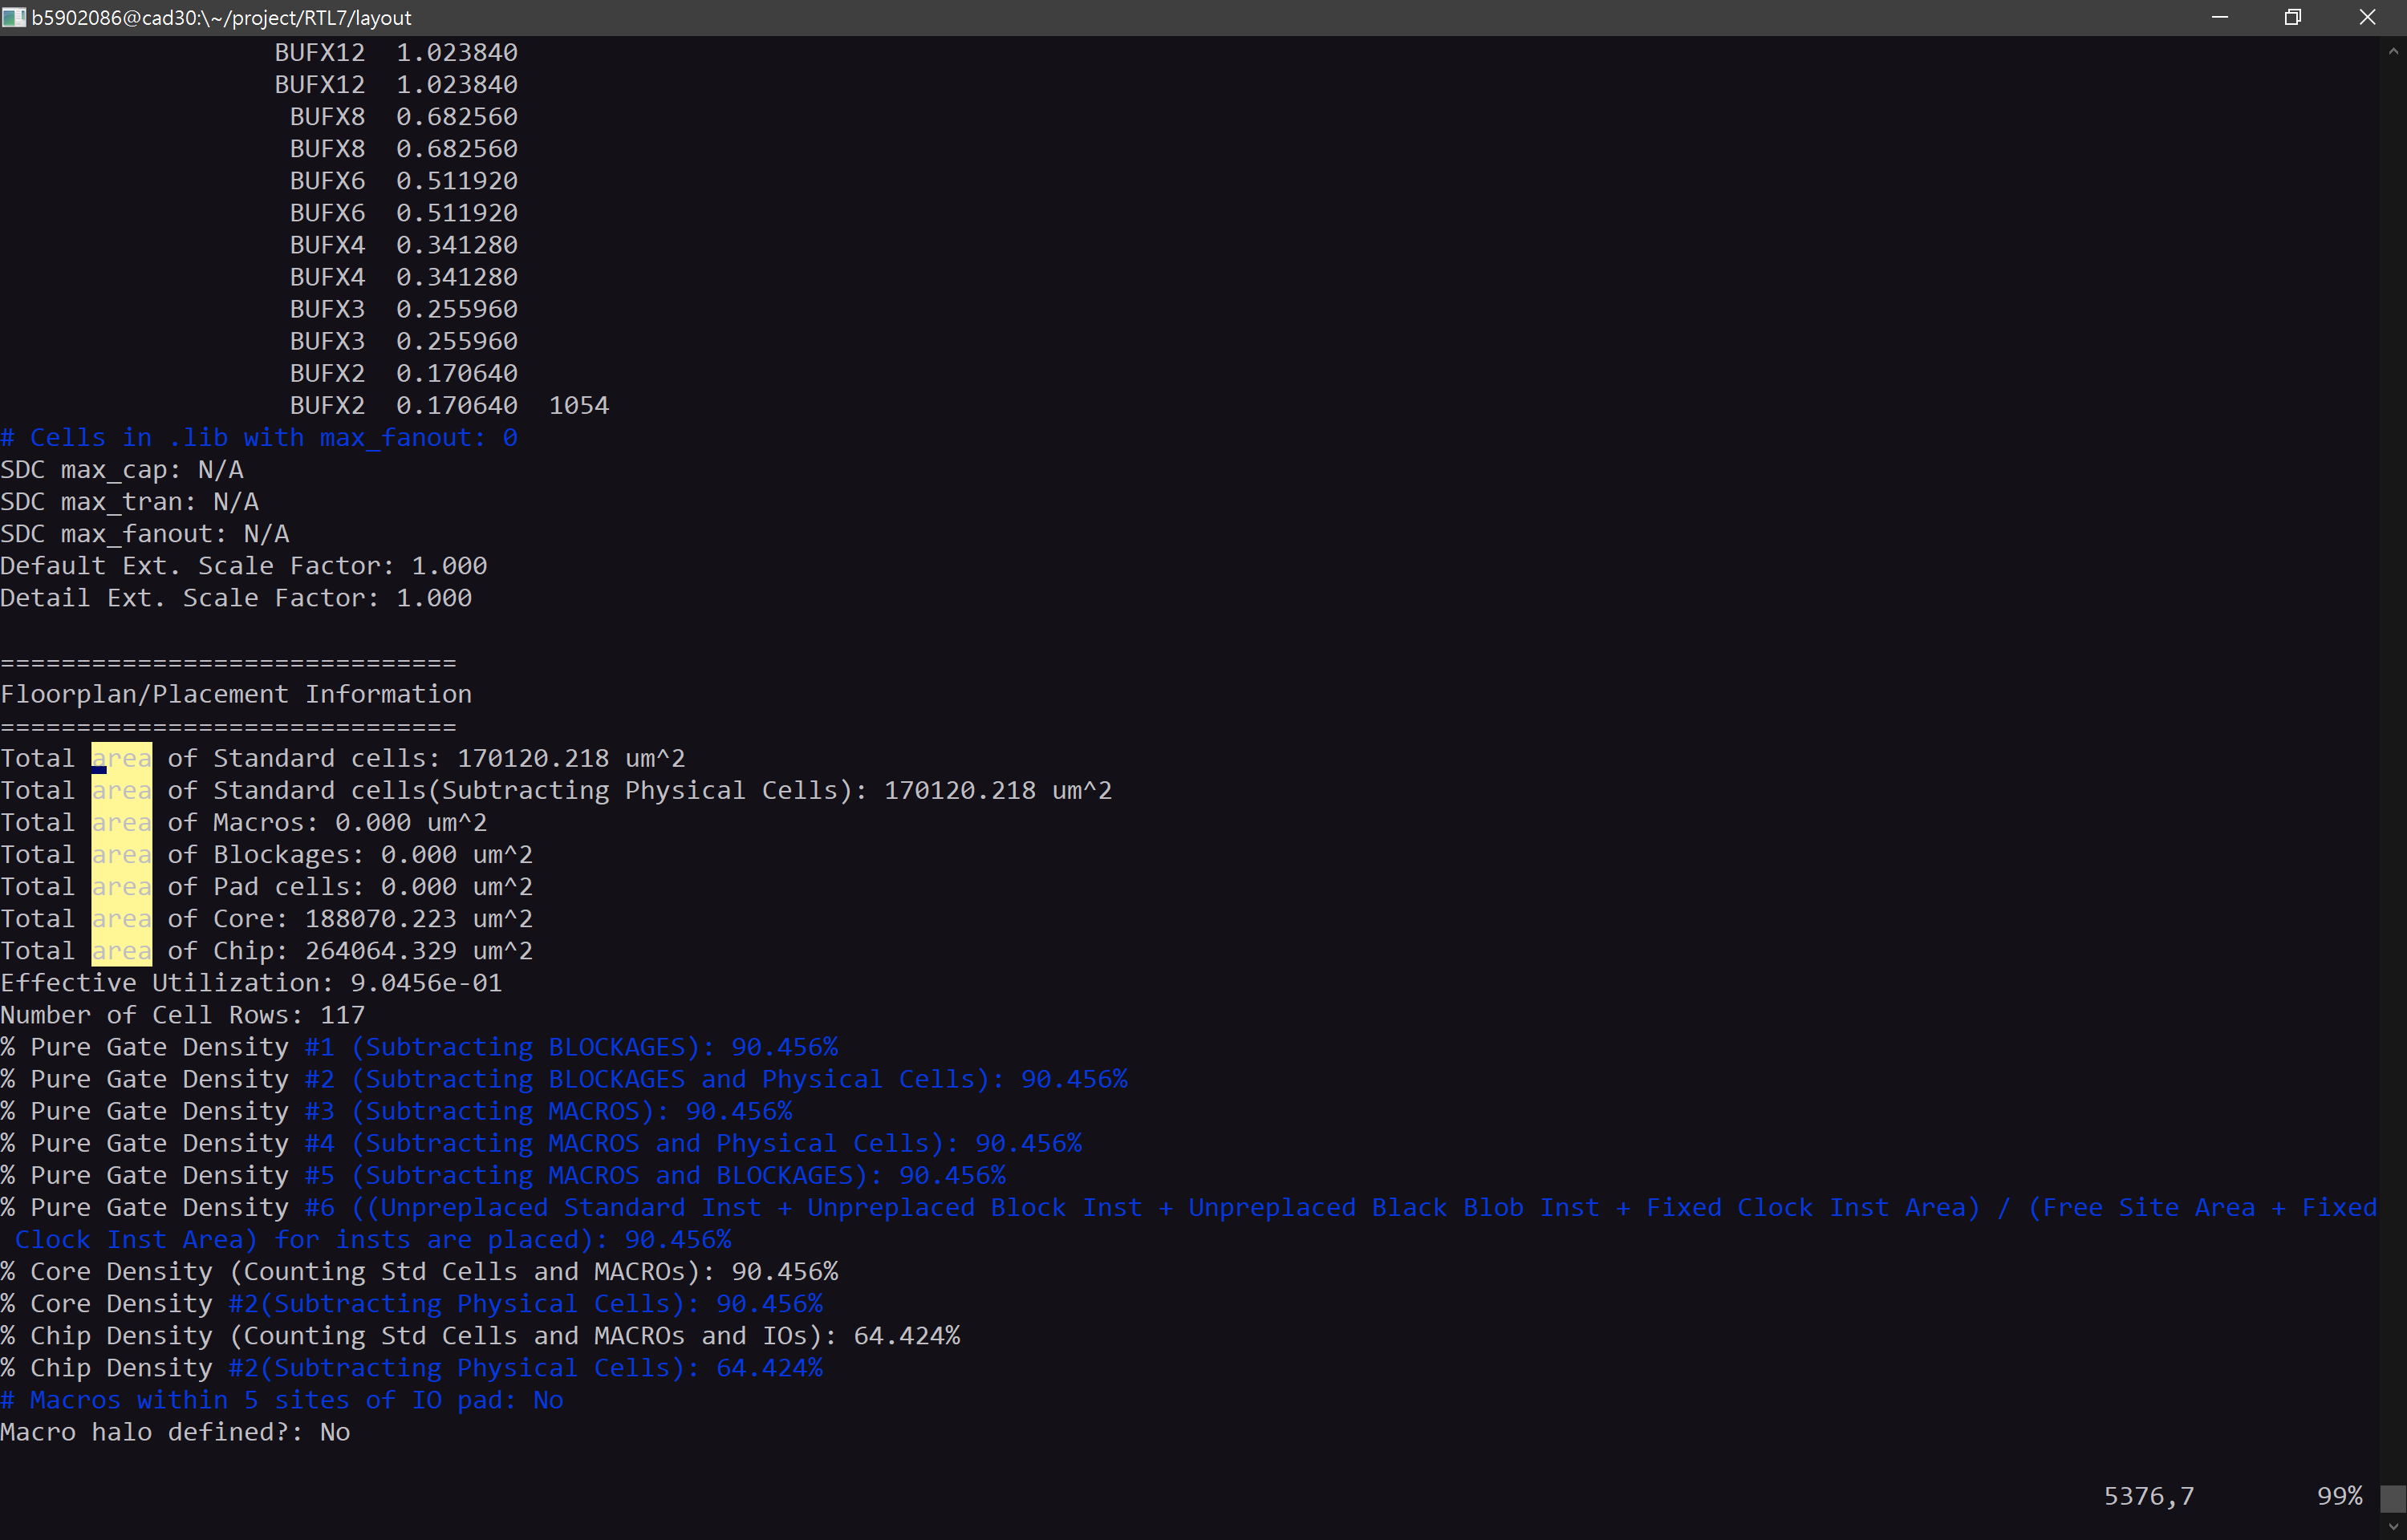 b5902086@cad30:\~/project/RTL7/layout
BUFX12  1.023840
BUFX12  1.023840
BUFX8  0.682560
BUFX8  0.682560
BUFX6  0.511920
BUFX6  0.511920
BUFX4  0.341280
BUFX4  0.341280
BUFX3  0.255960
BUFX3  0.255960
BUFX2  0.170640
BUFX2  0.170640  1054
# Cells in .lib with max_fanout: 0
SDC max_cap: N/A
SDC max_tran: N/A
SDC max_fanout: N/A
Default Ext. Scale Factor: 1.000
Detail Ext. Scale Factor: 1.000
==============================
Floorplan/Placement Information
==============================
Total area of Standard cells: 170120.218 um^2
Total area of Standard cells(Subtracting Physical Cells): 170120.218 um^2
Total area of Macros: 0.000 um^2
Total area of Blockages: 0.000 um^2
Total area of Pad cells: 0.000 um^2
Total area of Core: 188070.223 um^2
Total area of Chip: 264064.329 um^2
Effective Utilization: 9.0456e-01
Number of Cell Rows: 117
% Pure Gate Density #1 (Subtracting BLOCKAGES): 90.456%
% Pure Gate Density #2 (Subtracting BLOCKAGES and Physical Cells): 90.456%
% Pure Gate Density #3 (Subtracting MACROS): 90.456%
% Pure Gate Density #4 (Subtracting MACROS and Physical Cells): 90.456%
% Pure Gate Density #5 (Subtracting MACROS and BLOCKAGES): 90.456%
% Pure Gate Density #6 ((Unpreplaced Standard Inst + Unpreplaced Block Inst + Unpreplaced Black Blob Inst + Fixed Clock Inst Area) / (Free Site Area + Fixed
Clock Inst Area) for insts are placed): 90.456%
% Core Density (Counting Std Cells and MACROs): 90.456%
% Core Density #2(Subtracting Physical Cells): 90.456%
% Chip Density (Counting Std Cells and MACROs and IOs): 64.424%
% Chip Density #2(Subtracting Physical Cells): 64.424%
# Macros within 5 sites of IO pad: No
Macro halo defined?: No
5376,7  99%